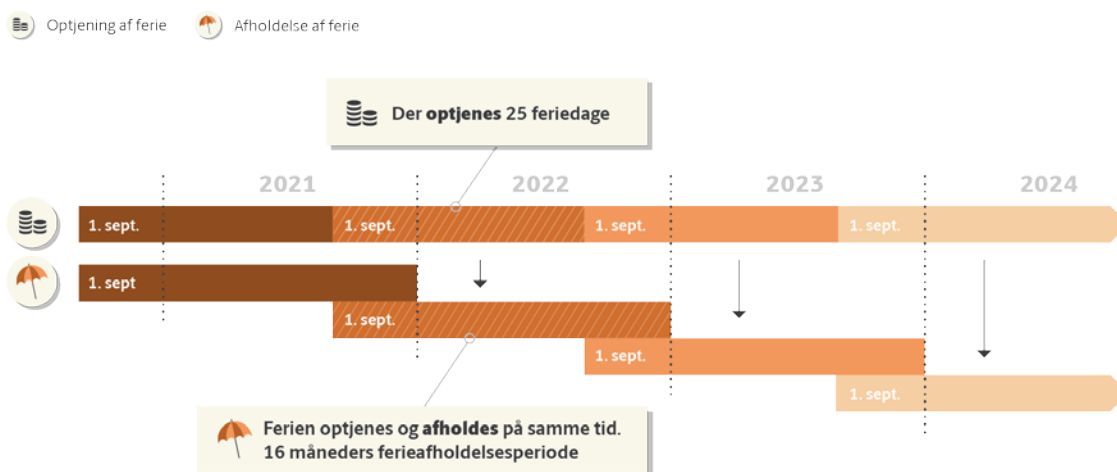 Optjening af ferie
Afholdelse af ferie
Der optjenes 25 feriedage
2021
2022
2023
2024
1. sept.
1. sept.
1. sept.
1. sept.
1. sept
1. sept.
1. sept.
1. sept.
Ferien optjenes og afholdes på samme tid.
16 måneders ferieafholdelsesperiode